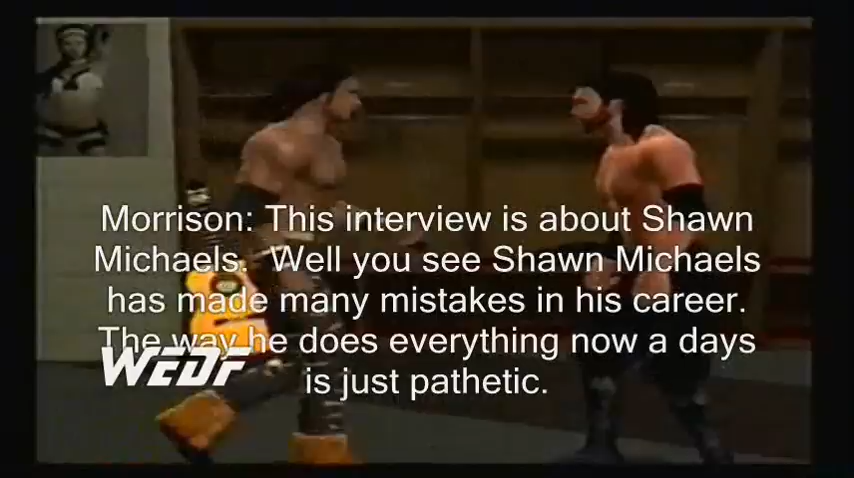 Morrison: This interview is about Shawn
Michaels.  Well you see Shawn Michaels
has made many mistakes in his career.
The way he does everything now a days
is just pathetic.
WEDF